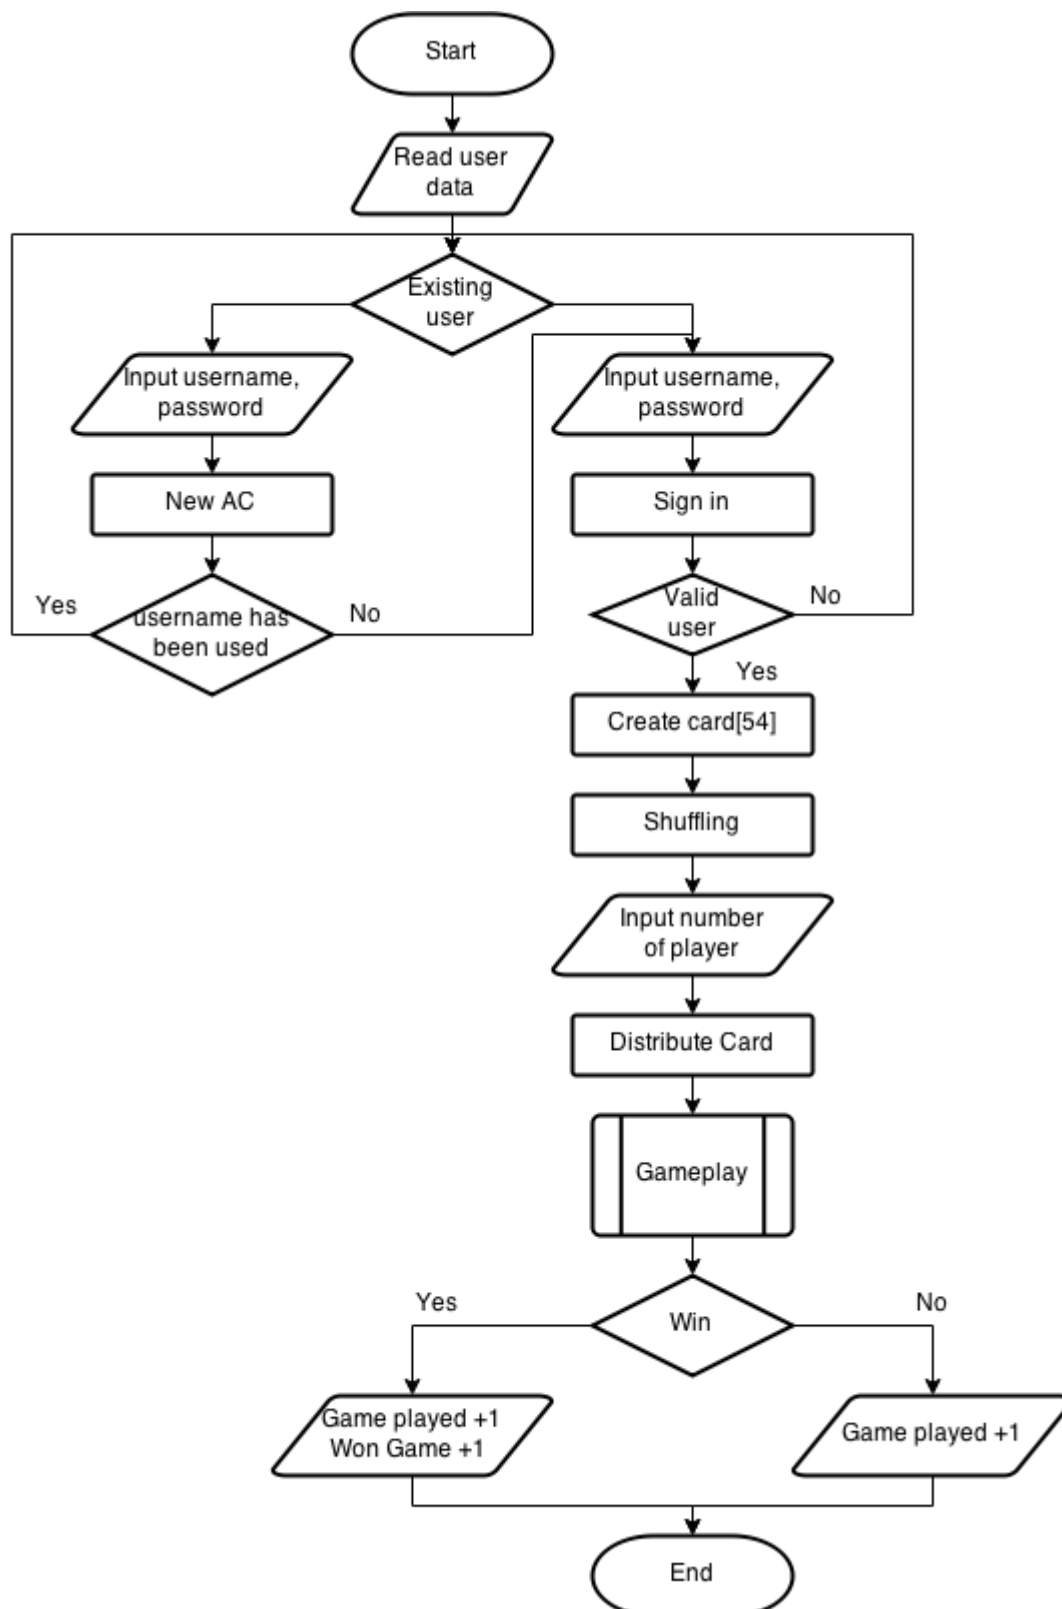 Start
Read user
data
Existing
user
Input username,
password
Input username,
password
New AC
Sign in
Yes
username has
been used
No
Valid
user
No
Yes
Create card[54]
Shuffling
Input number
of player
Distribute Card
Gameplay
Yes
Win
No
Game played +1
Won Game +1
Game played +1
End